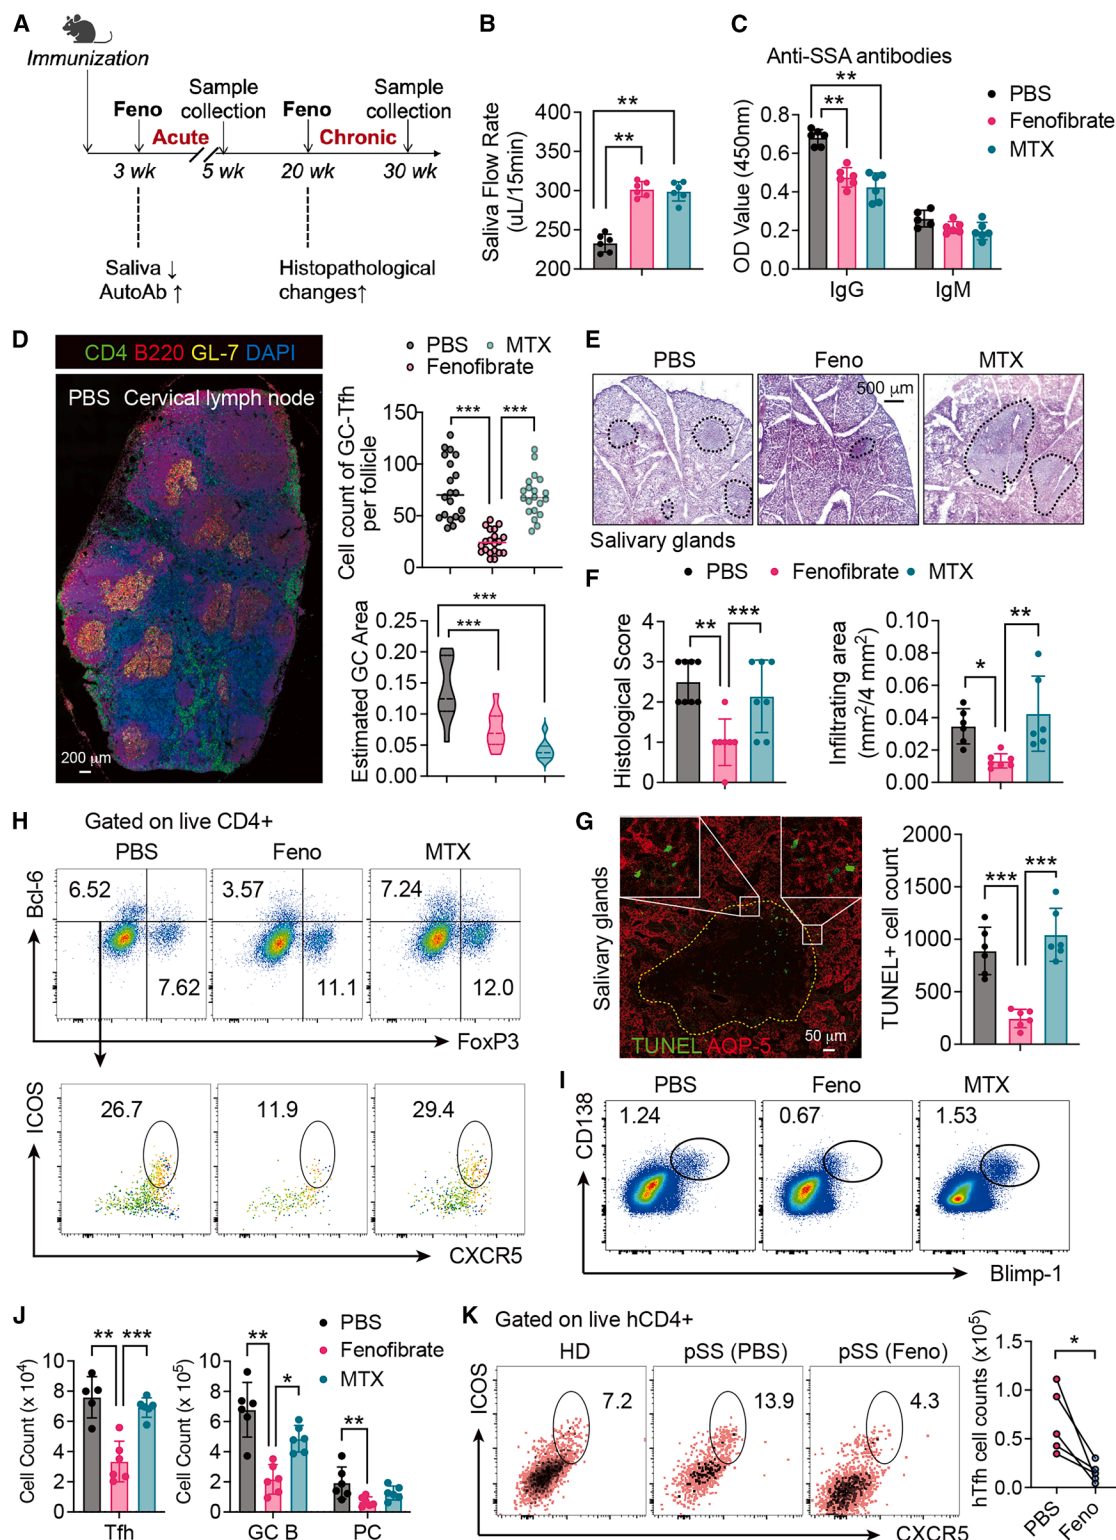 A
Immunization
Feno
Sample
collection
Feno
Sample
collection
Acute
Chronic
3 wk
5 wk
20 wk
30 wk
Saliva ↓
AutoAb ↑
Histopathological
changes↑
B
Saliva Flow Rate
(uL/15min)
400
350
300
250
200
**
**
C
Anti-SSA antibodies
OD Value (450nm)
0.8
0.6
0.4
0.2
0.0
**
**
IgG
IgM
PBS
Fenofibrate
MTX
D
CD4 B220 GL-7 DAPI
PBS Cervical lymph node
200 µm
PBS
MTX
Fenofibrate
Cell count of GC-Tfh
per follicle
150
100
50
0
***
***
Estimated GC Area
0.25
0.20
0.15
0.10
0.05
0.00
***
***
E
PBS
Feno
MTX
500 µm
Salivary glands
F
PBS
Fenofibrate
MTX
Histological Score
4
3
2
1
0
**
***
Infiltrating area
(mm²/4 mm²)
0.10
0.08
0.06
0.04
0.02
0.00
*
**
H
Gated on live CD4+
PBS
Feno
MTX
Bcl-6
6.52
3.57
7.24
7.62
11.1
12.0
FoxP3
ICOS
26.7
11.9
29.4
CXCR5
G
Salivary glands
TUNEL AQP-5
50 µm
TUNEL+ cell count
2000
1500
1000
500
0
***
***
I
PBS
Feno
MTX
CD138
1.24
0.67
1.53
Blimp-1
J
PBS
Fenofibrate
MTX
Cell Count (x 10⁴)
10
8
6
4
2
0
**
***
Tfh
Cell Count (x 10⁵)
10
8
6
4
2
0
**
*
**
GC B
PC
K
Gated on live hCD4+
HD
pSS (PBS)
pSS (Feno)
ICOS
7.2
13.9
4.3
CXCR5
hTfh cell counts (x10⁵)
1.5
1.0
0.5
0.0
*
PBS
Feno